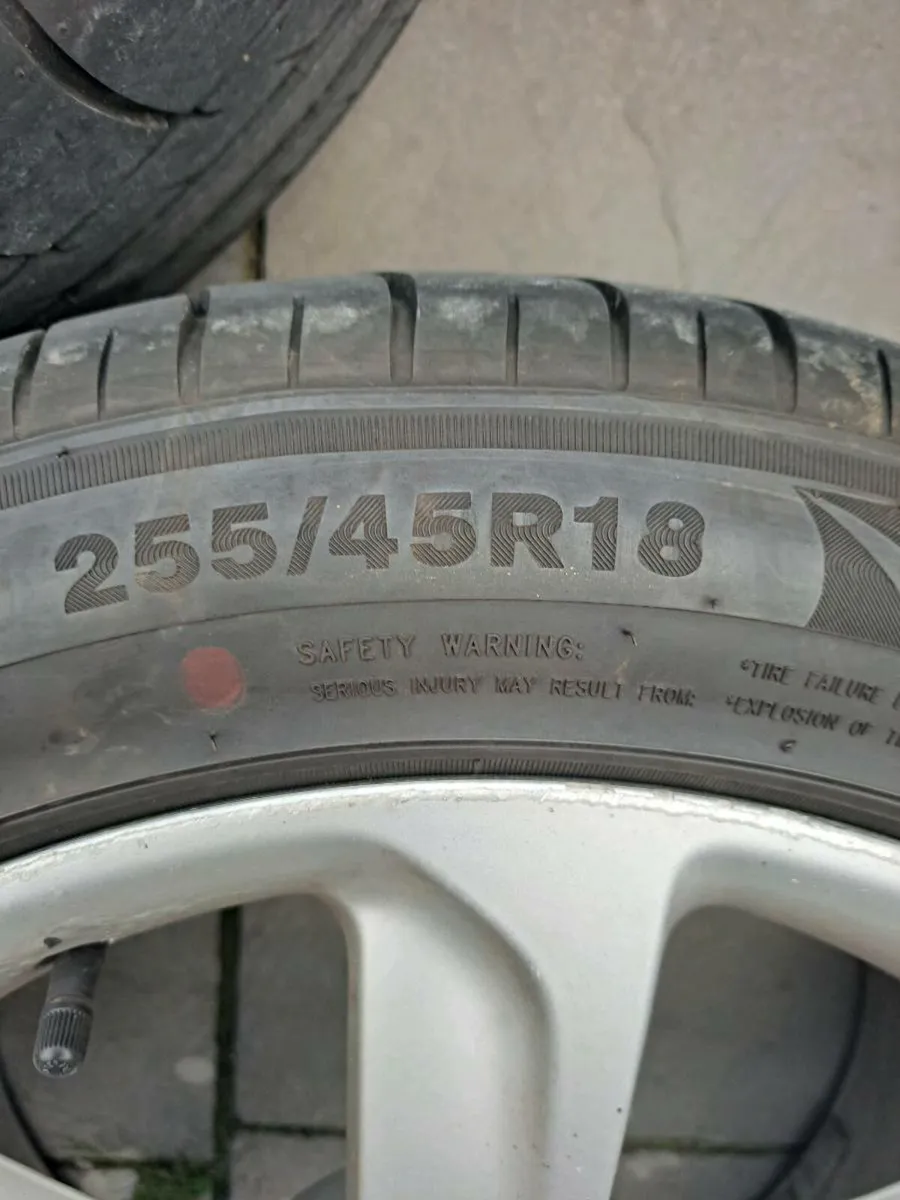 255/45R18
SAFETY WARNING:
SERIOUS INJURY MAY RESULT FROM:
•TIRE FAILURE
•EXPLOSION OF